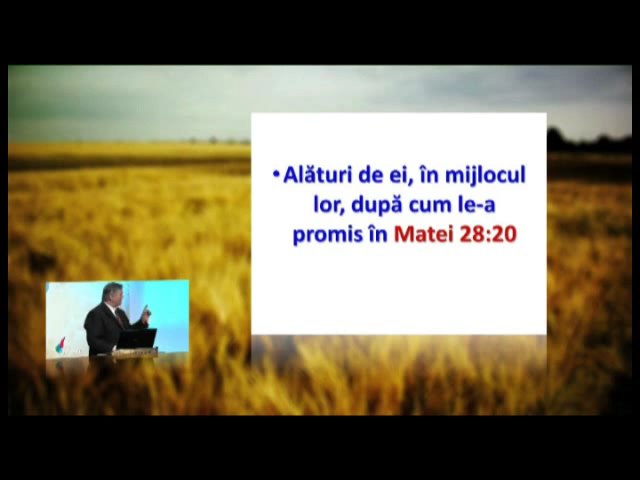 •Alături de ei, în mijlocul
lor, după cum le-a
promis în Matei 28:20